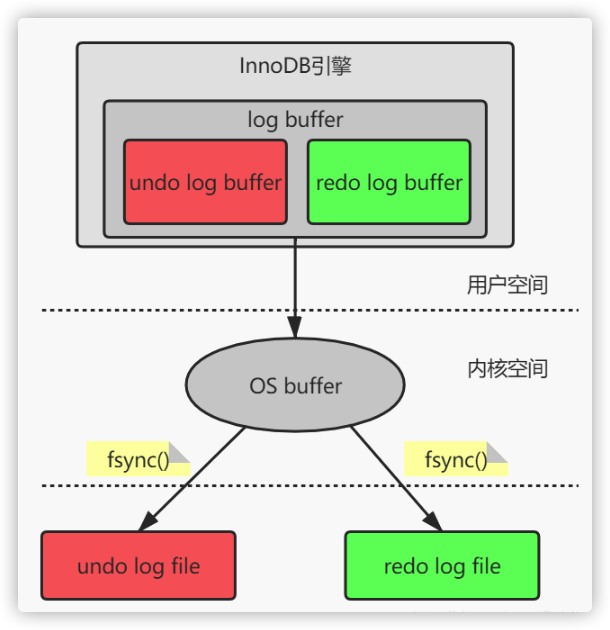 InnoDB引擎
log buffer
undo log buffer
redo log buffer
用户空间
内核空间
OS buffer
fsync()
fsync()
undo log file
redo log file